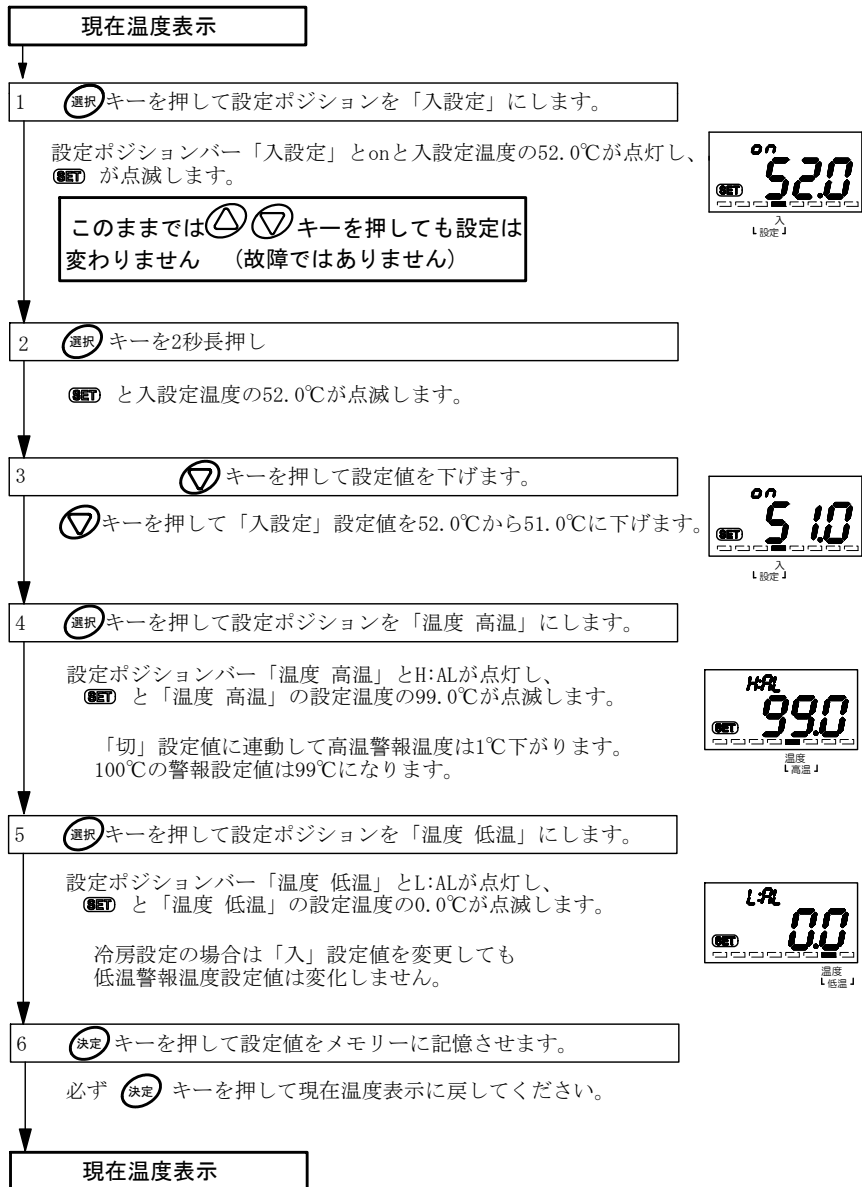 現在温度表示
1 選択キーを押して設定ポジションを「入設定」にします。
設定ポジションバー「入設定」とonと入設定温度の52.0℃が点灯し、
SET が点滅します。
on
52.0
SET
入
設定
このままでは△▽キーを押しても設定は
変わりません （故障ではありません）
2 選択キーを2秒長押し
SET と入設定温度の52.0℃が点滅します。
3 ▽キーを押して設定値を下げます。
▽キーを押して「入設定」設定値を52.0℃から51.0℃に下げます。
on
51.0
SET
入
設定
4 選択キーを押して設定ポジションを「温度 高温」にします。
設定ポジションバー「温度 高温」とH:ALが点灯し、
SET と「温度 高温」の設定温度の99.0℃が点滅します。
「切」設定値に連動して高温警報温度は1℃下がります。
100℃の警報設定値は99℃になります。
H:AL
99.0
SET
温度
高温
5 選択キーを押して設定ポジションを「温度 低温」にします。
設定ポジションバー「温度 低温」とL:ALが点灯し、
SET と「温度 低温」の設定温度の0.0℃が点滅します。
冷房設定の場合は「入」設定値を変更しても
低温警報温度設定値は変化しません。
L:AL
0.0
SET
温度
低温
6 決定キーを押して設定値をメモリーに記憶させます。
必ず 決定 キーを押して現在温度表示に戻してください。
現在温度表示